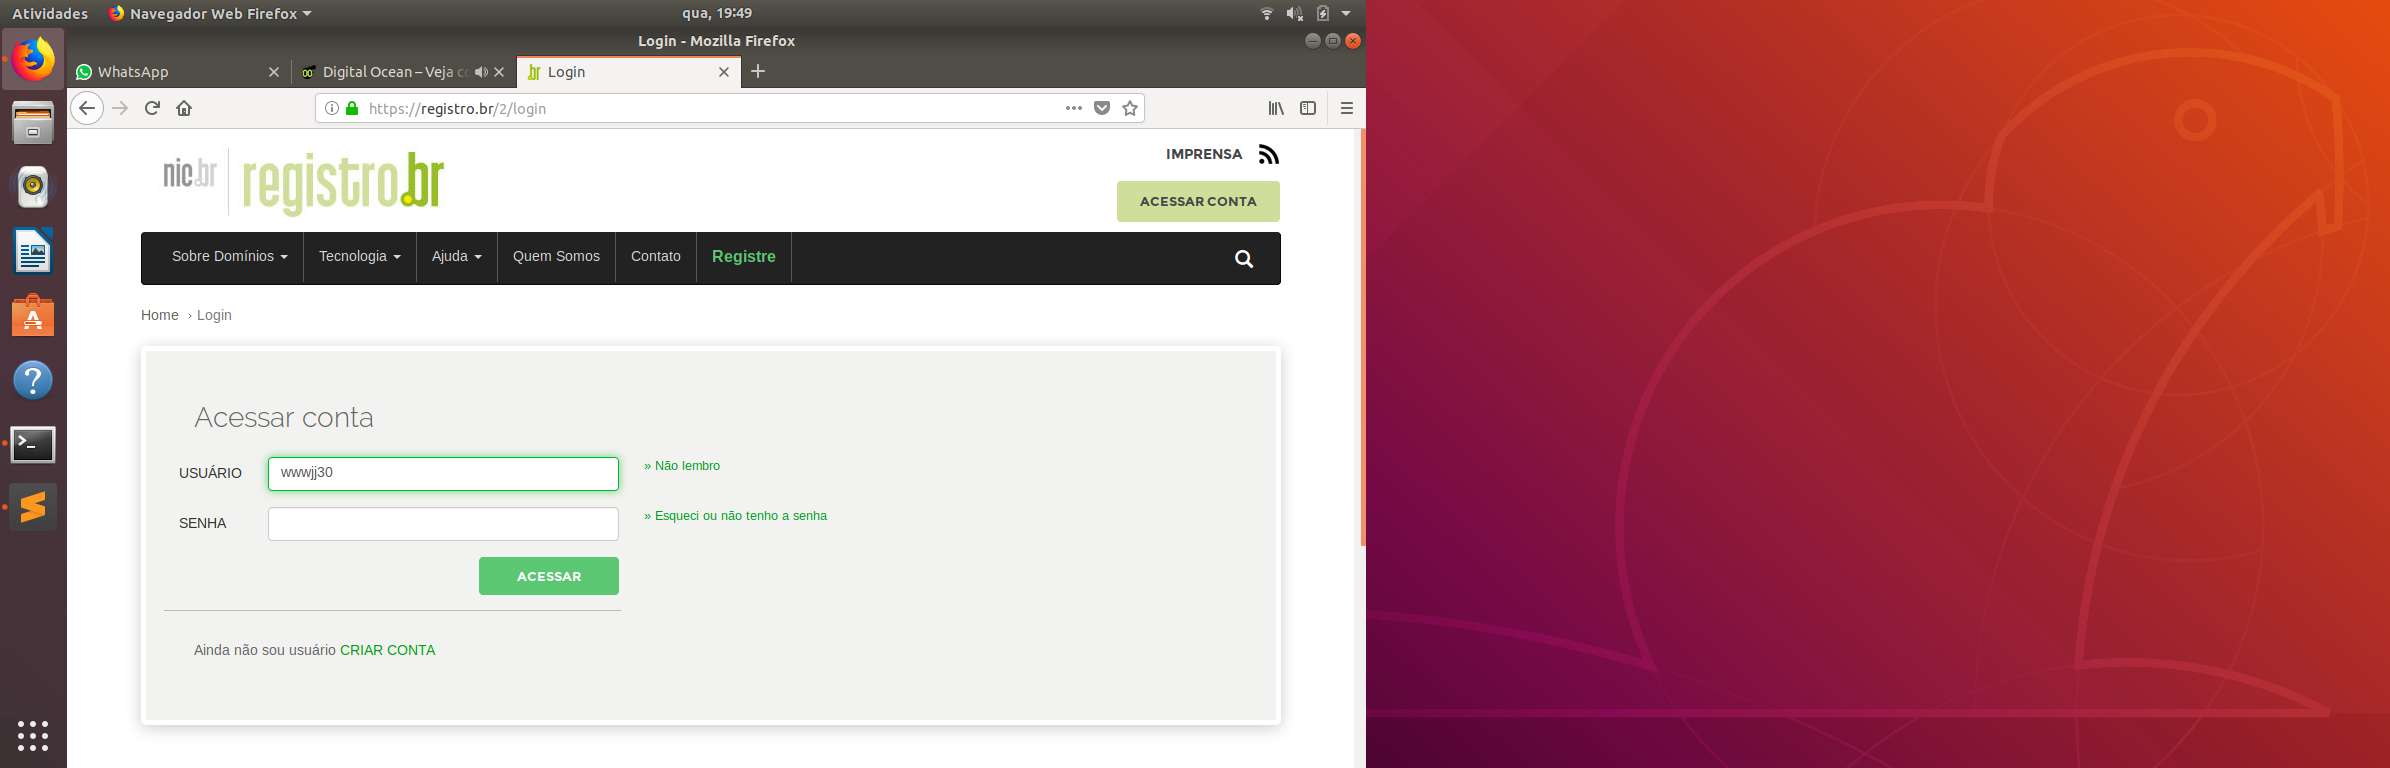 Atividades Navegador Web Firefox qua, 19:49
Login - Mozilla Firefox
WhatsApp Digital Ocean – Veja Login
https://registro.br/2/login
nic.br registro.br
IMPRENSA
ACESSAR CONTA
Sobre Domínios Tecnologia Ajuda Quem Somos Contato Registre
Home › Login
Acessar conta
USUÁRIO wwwjj30 » Não lembro
SENHA » Esqueci ou não tenho a senha
ACESSAR
Ainda não sou usuário CRIAR CONTA